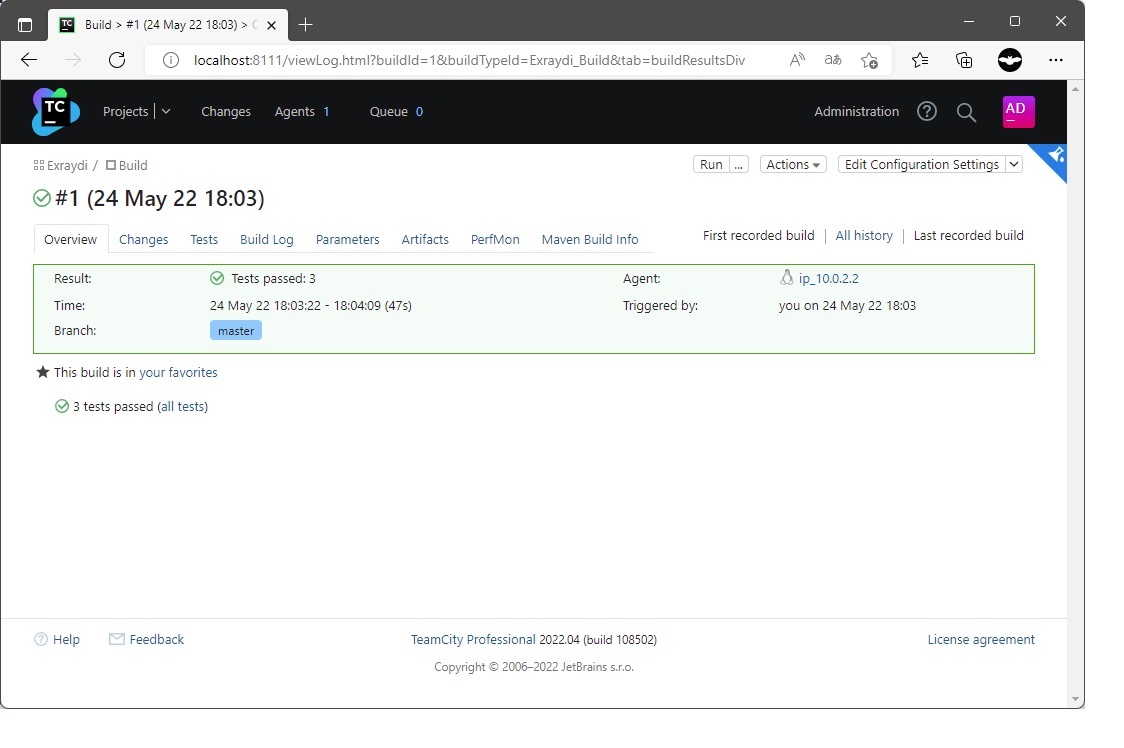 TC Build > #1 (24 May 22 18:03) >
localhost:8111/viewLog.html?buildId=1&buildTypeId=Exraydi_Build&tab=buildResultsDiv
TC Projects Changes Agents 1 Queue 0 Administration AD
Exraydi / Build Run ... Actions Edit Configuration Settings
#1 (24 May 22 18:03)
Overview Changes Tests Build Log Parameters Artifacts PerfMon Maven Build Info First recorded build All history Last recorded build
Result: Tests passed: 3 Agent: ip_10.0.2.2
Time: 24 May 22 18:03:22 - 18:04:09 (47s) Triggered by: you on 24 May 22 18:03
Branch: master
This build is in your favorites
3 tests passed (all tests)
Help Feedback TeamCity Professional 2022.04 (build 108502) License agreement
Copyright © 2006–2022 JetBrains s.r.o.